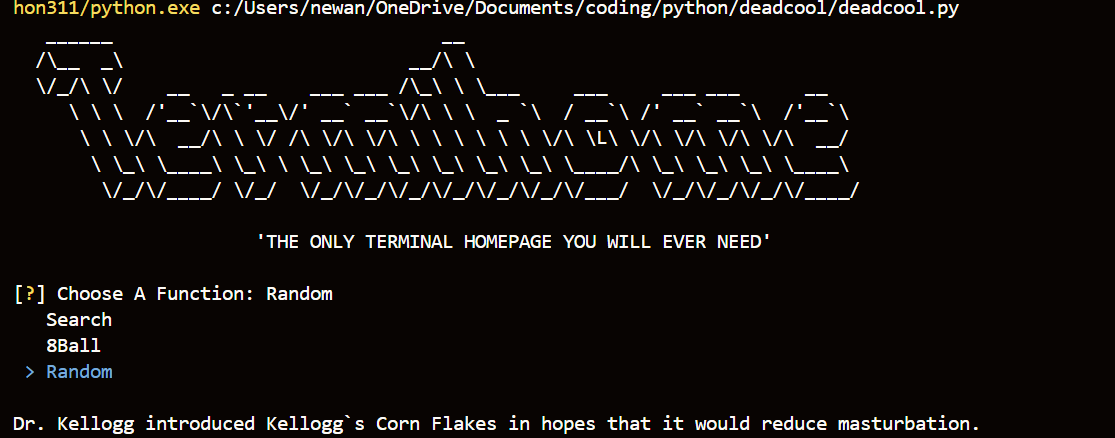 hon311/python.exe c:/Users/newan/OneDrive/Documents/coding/python/deadcool/deadcool.py
Termihome
'THE ONLY TERMINAL HOMEPAGE YOU WILL EVER NEED'
[?] Choose A Function: Random
Search
8Ball
> Random
Dr. Kellogg introduced Kellogg`s Corn Flakes in hopes that it would reduce masturbation.